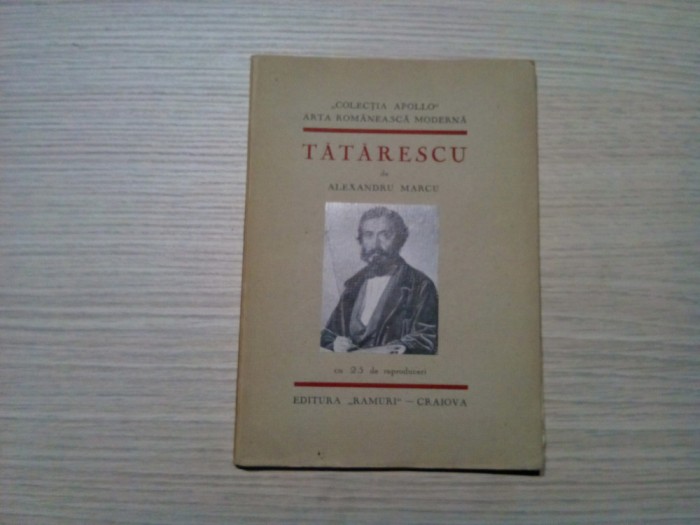 „COLECȚIA APOLLO"
ARTA ROMÂNEASCĂ MODERNĂ
TĂTĂRESCU
de
ALEXANDRU MARCU
cu 25 de reproduceri
EDITURA „RAMURI" – CRAIOVA